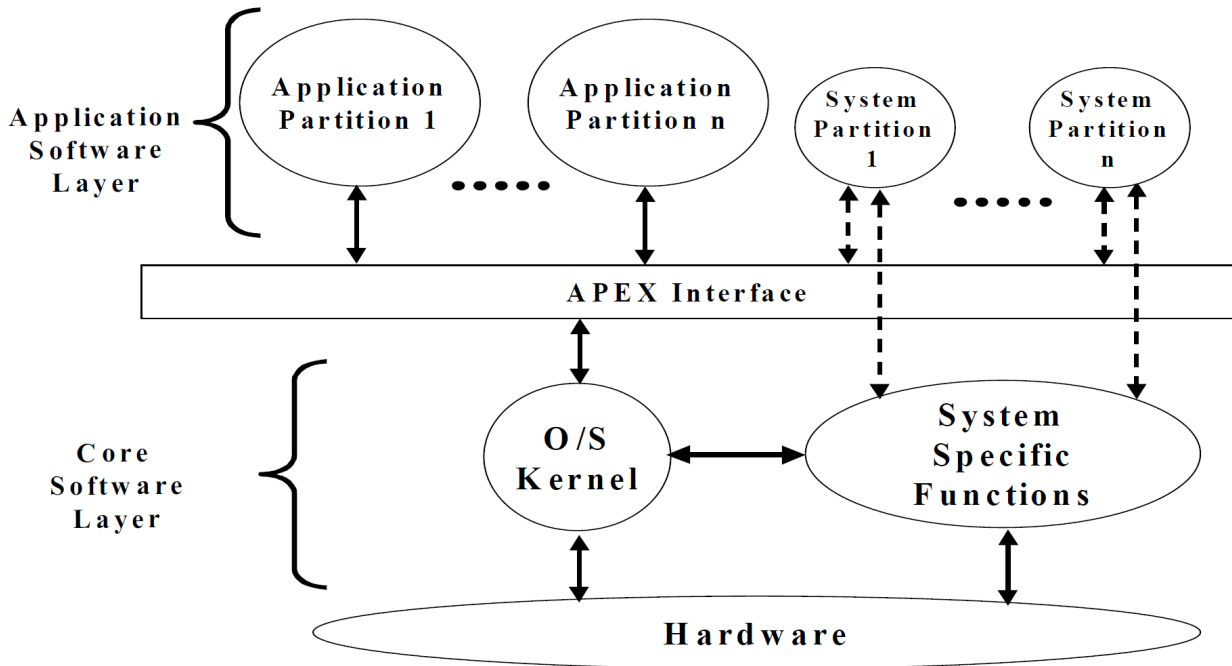 Application
Software
Layer
Application
Partition 1
Application
Partition n
System
Partition
1
System
Partition
n
APEX Interface
Core
Software
Layer
O/S
Kernel
System
Specific
Functions
Hardware